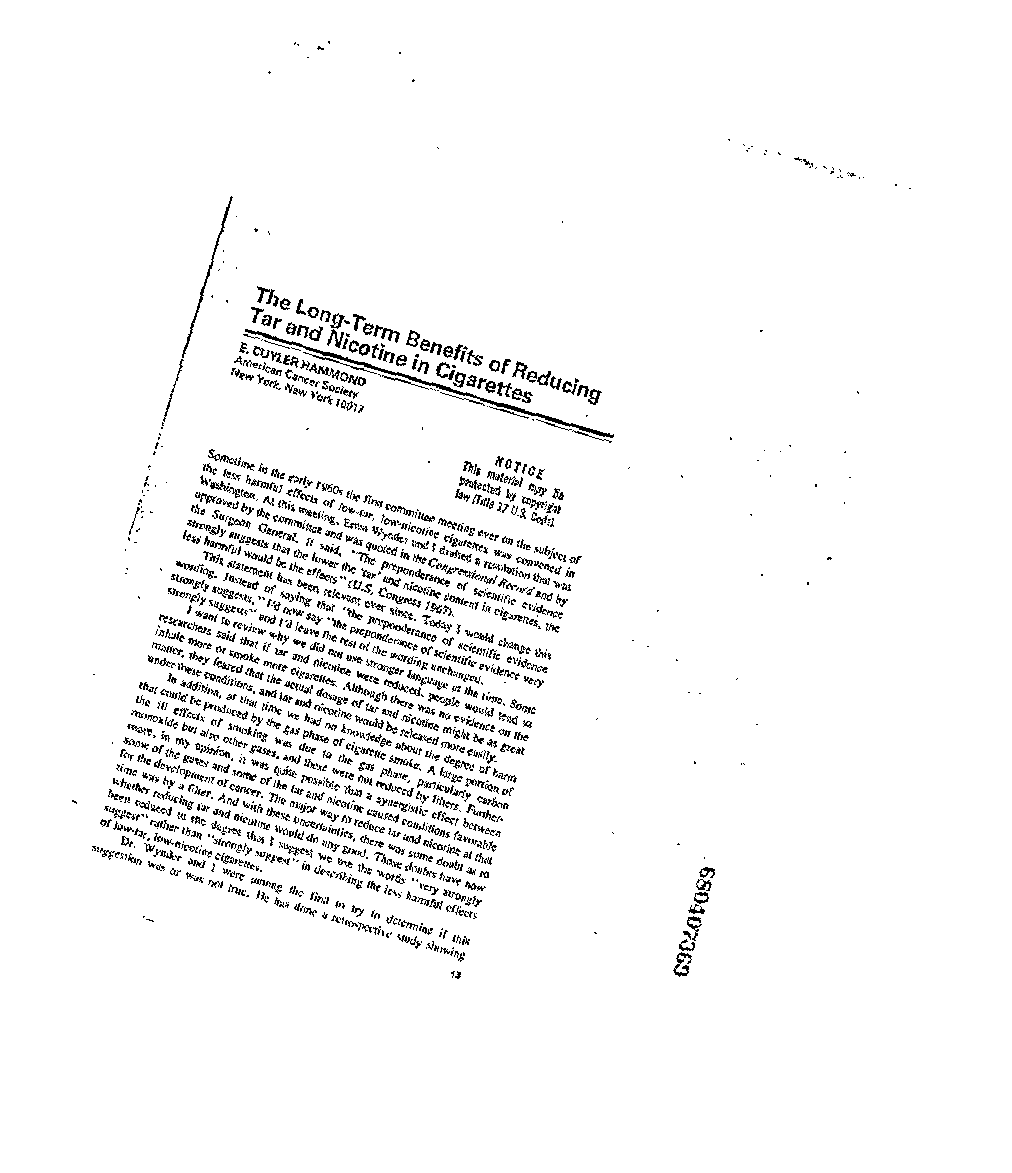 The Long-Term Benefits of Reducing
Tar and Nicotine in Cigarettes
E. CUYLER HAMMOND
American Cancer Society
New York, New York 10017
NOTICE
This material may be
protected by copyright
law (Title 17 U.S. Code).
Sometime in the early 1960s the first committee meeting ever on the subject of
the less harmful effects of low-tar, low-nicotine cigarettes was convened in
Washington. At this meeting, Ernst Wynder and I drafted a resolution that was
approved by the committee and was quoted in the Congressional Record and by
the Surgeon General. It said, "The preponderance of scientific evidence
strongly suggests that the lower the 'tar' and nicotine content in cigarettes, the
less harmful would be the effects" (U.S. Congress 1967).
This statement has been relevant ever since. Today I would change this
wording. Instead of saying that "the preponderance of scientific evidence
strongly suggests," I'd now say "the preponderance of scientific evidence very
strongly suggests" and I'd leave the rest of the wording unchanged.
I want to review why we did not use stronger language at the time. Some
researchers said that if tar and nicotine were reduced, people would tend to
inhale more or smoke more cigarettes. Although there was no evidence on the
matter, they feared that the actual dosage of tar and nicotine might be as great
under these conditions, and tar and nicotine would be released more easily.
In addition, at that time we had no knowledge about the degree of harm
that could be produced by the gas phase of cigarette smoke. A large portion of
the ill effects of smoking was due to the gas phase, particularly carbon
monoxide but also other gases, and these were not reduced by filters. Further-
more, in my opinion, it was quite possible that a synergistic effect between
some of the gases and some of the tar and nicotine caused conditions favorable
for the development of cancer. The major way to reduce tar and nicotine at that
time was by a filter. And with these uncertainties, there was some doubt as to
whether reducing tar and nicotine would do any good. These doubts have now
been reduced to the degree that I suggest we use the words "very strongly
suggest" rather than "strongly suggest" in describing the less harmful effects
of low-tar, low-nicotine cigarettes.
Dr. Wynder and I were among the first to try to determine if this
suggestion was or was not true. He has done a retrospective study showing
13
680407069